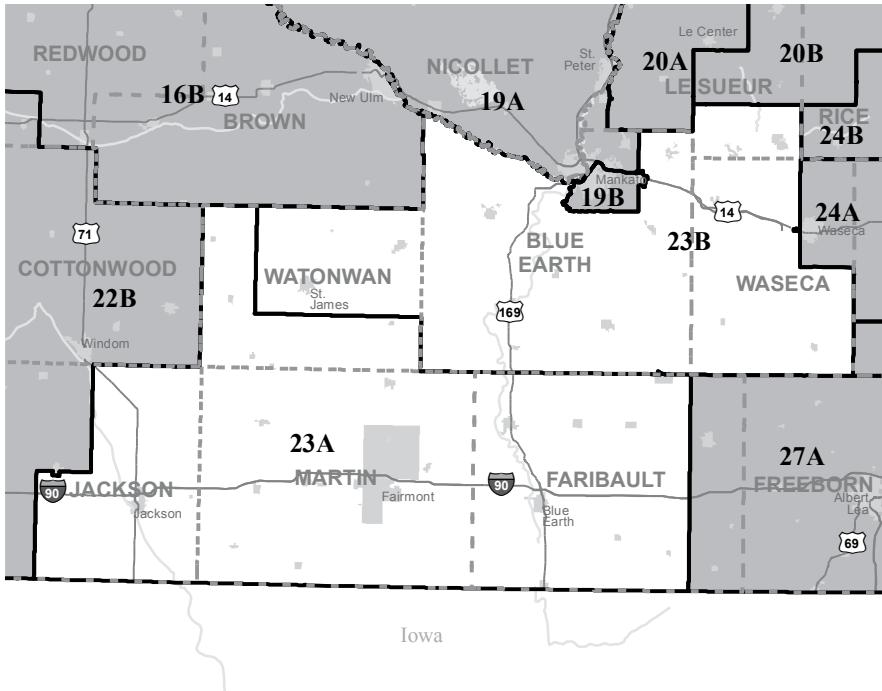 Le Center
REDWOOD
St.
Peter
20A
20B
NICOLLET
LE SUEUR
16B
14
New Ulm
19A
BROWN
RICE
24B
Mankato
19B
14
24A
Waseca
71
BLUE
EARTH
23B
COTTONWOOD
22B
WATONWAN
St.
James
WASECA
169
Windom
23A
MARTIN
27A
90
JACKSON
Jackson
Fairmont
90
FARIBAULT
Blue
Earth
FREEBORN
Albert
Lea
69
Iowa